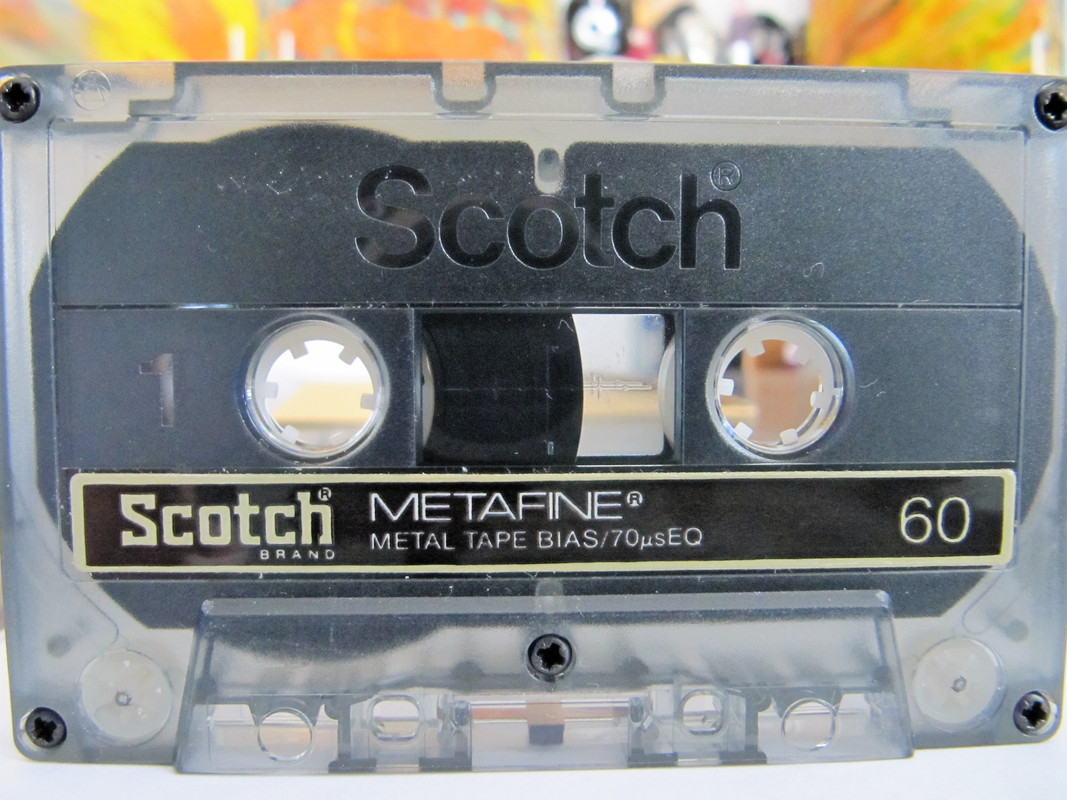 Scotch®
1
Scotch® METAFINE®
BRAND METAL TAPE BIAS/70µsEQ
60